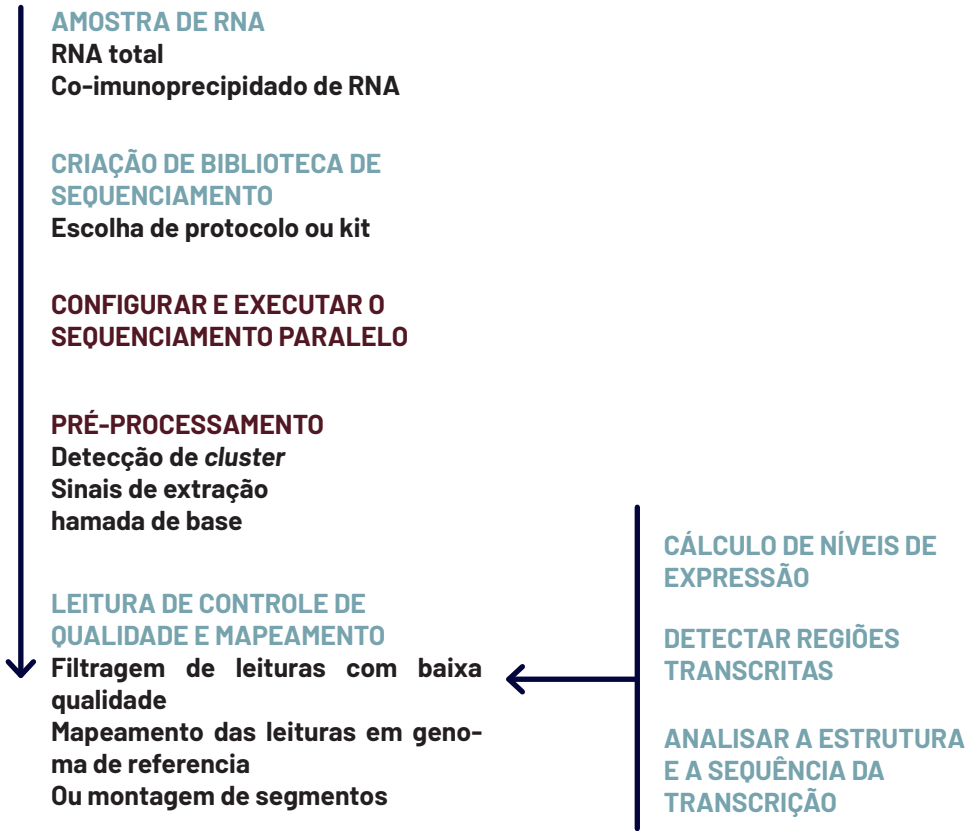 AMOSTRA DE RNA
RNA total
Co-imunoprecipidado de RNA
CRIAÇÃO DE BIBLIOTECA DE
SEQUENCIAMENTO
Escolha de protocolo ou kit
CONFIGURAR E EXECUTAR O
SEQUENCIAMENTO PARALELO
PRÉ-PROCESSAMENTO
Detecção de cluster
Sinais de extração
hamada de base
LEITURA DE CONTROLE DE
QUALIDADE E MAPEAMENTO
Filtragem de leituras com baixa
qualidade
Mapeamento das leituras em geno-
ma de referencia
Ou montagem de segmentos
CÁLCULO DE NÍVEIS DE
EXPRESSÃO
DETECTAR REGIÕES
TRANSCRITAS
ANALISAR A ESTRUTURA
E A SEQUÊNCIA DA
TRANSCRIÇÃO